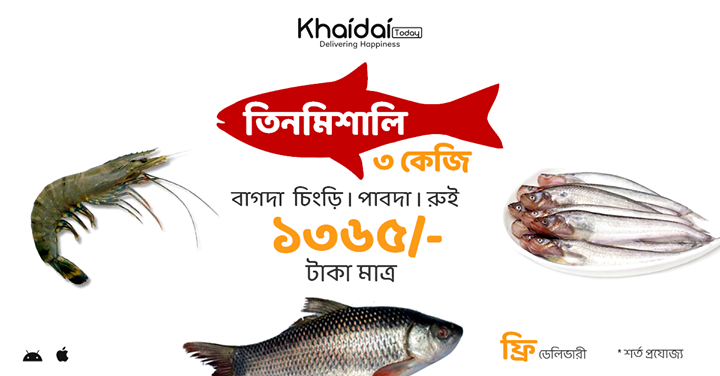 Khaidai Today
Delivering Happiness
তিনমিশালি
৩ কেজি
বাগদা চিংড়ি। পাবদা। রুই
১৩৬৫/-
টাকা মাত্র
ফ্রি ডেলিভারী
* শর্ত প্রযোজ্য